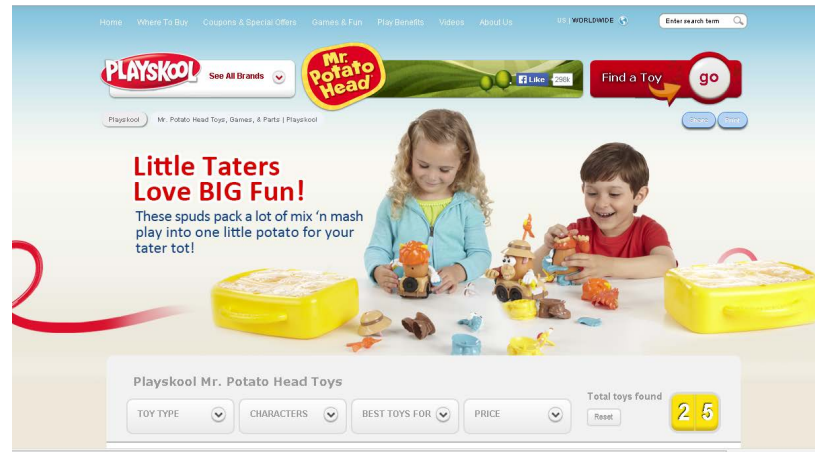 Home Where To Buy Coupons & Special Offers Games & Fun Play Benefits Videos About Us US | WORLDWIDE Enter search term
PLAYSKOOL See All Brands Mr. Potato Head Like 298k Find a Toy go
Playskool Mr. Potato Head Toys, Games, & Parts | Playskool
Little Taters
Love BIG Fun!
These spuds pack a lot of mix 'n mash
play into one little potato for your
tater tot!
Playskool Mr. Potato Head Toys
Total toys found
TOY TYPE CHARACTERS BEST TOYS FOR PRICE Reset 25